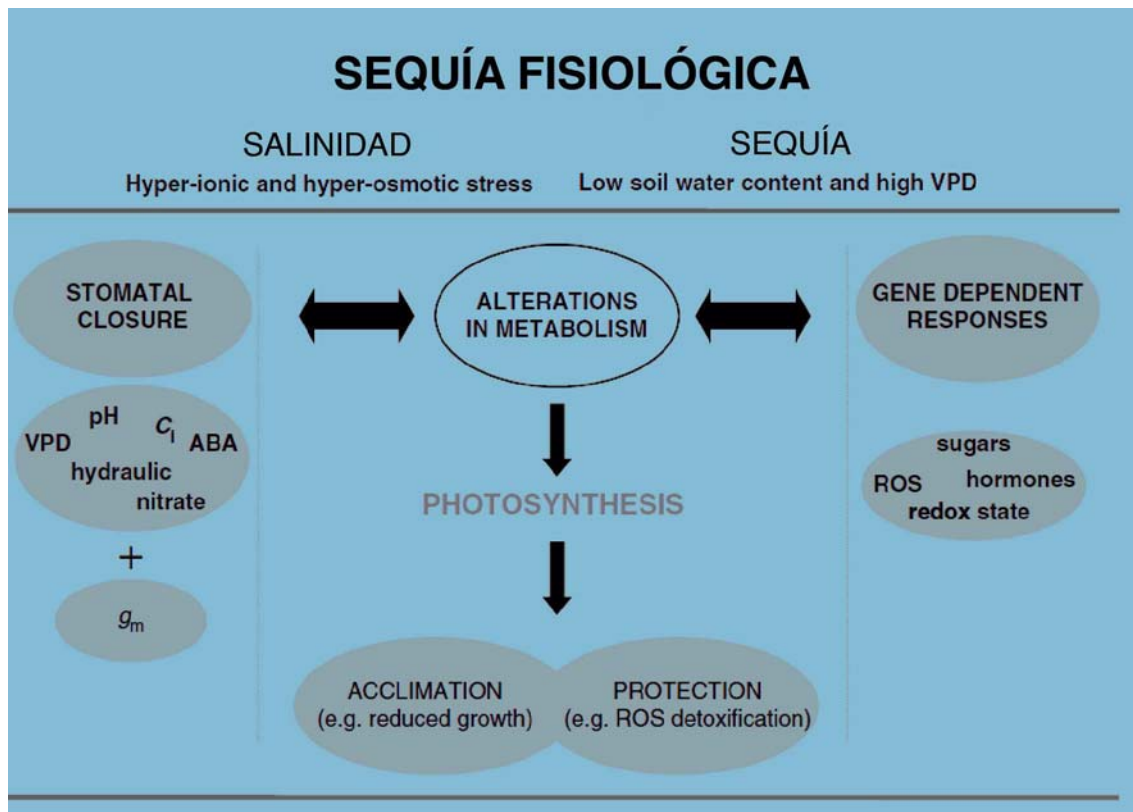 SEQUÍA FISIOLÓGICA
SALINIDAD
Hyper-ionic and hyper-osmotic stress
SEQUÍA
Low soil water content and high VPD
STOMATAL
CLOSURE
VPD pH Ci ABA
hydraulic
nitrate
+
gm
ALTERATIONS
IN METABOLISM
PHOTOSYNTHESIS
ACCLIMATION
(e.g. reduced growth)
PROTECTION
(e.g. ROS detoxification)
GENE DEPENDENT
RESPONSES
sugars
ROS hormones
redox state